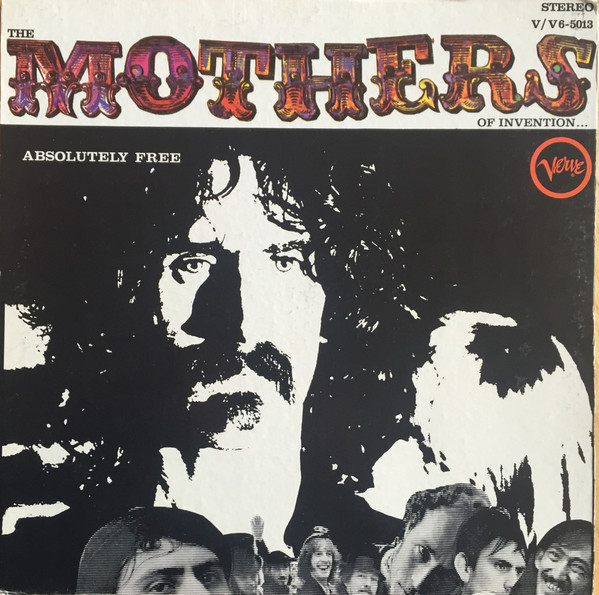 STEREO
V/V6-5013
THE
MOTHERS
OF INVENTION...
ABSOLUTELY FREE
VERVE